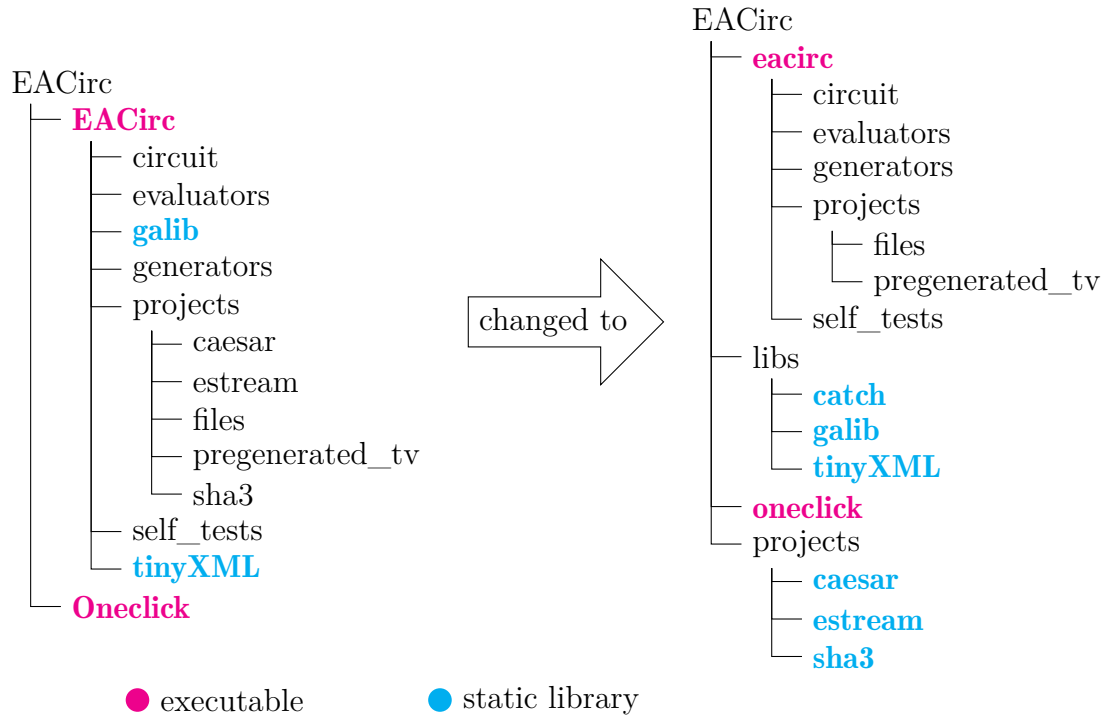 EACirc
EACirc
circuit
evaluators
galib
generators
projects
caesar
estream
files
pregenerated_tv
sha3
self_tests
tinyXML
Oneclick
changed to
EACirc
eacirc
circuit
evaluators
generators
projects
files
pregenerated_tv
self_tests
libs
catch
galib
tinyXML
oneclick
projects
caesar
estream
sha3
executable
static library